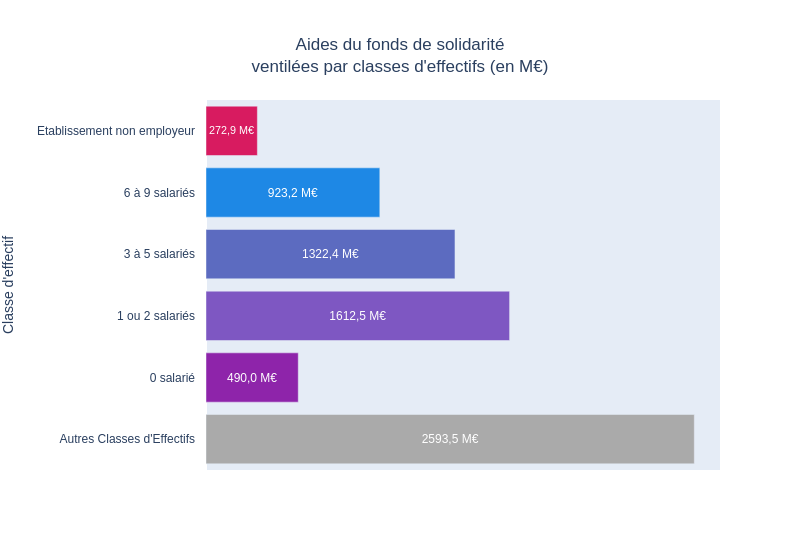 Aides du fonds de solidarité
ventilées par classes d'effectifs (en M€)
Classe d'effectif
Etablissement non employeur
272,9 M€
6 à 9 salariés
923,2 M€
3 à 5 salariés
1322,4 M€
1 ou 2 salariés
1612,5 M€
0 salarié
490,0 M€
Autres Classes d'Effectifs
2593,5 M€